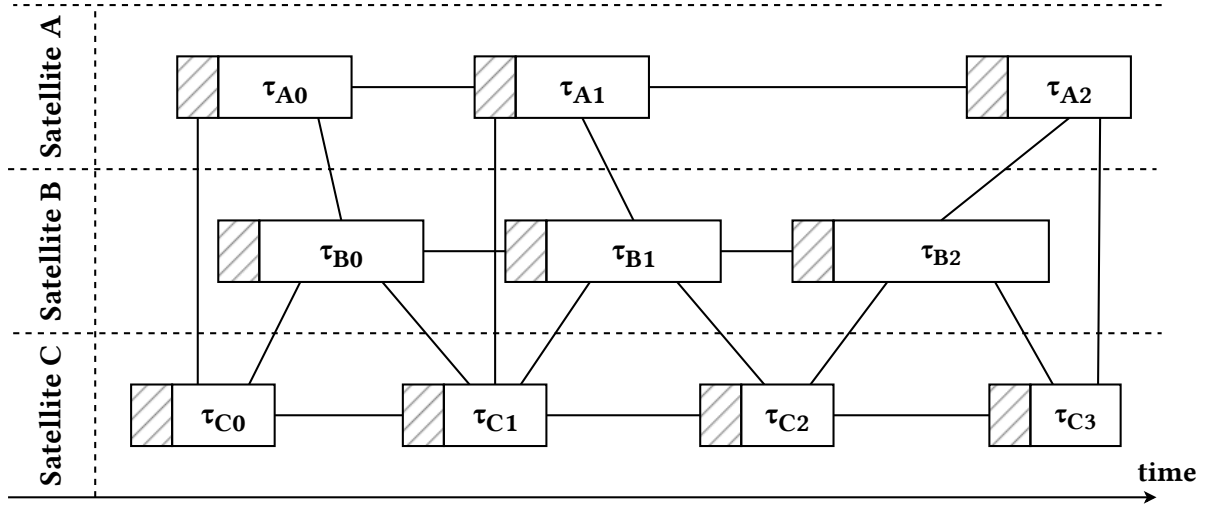 Satellite A
τA0
τA1
τA2
Satellite B
τB0
τB1
τB2
Satellite C
τC0
τC1
τC2
τC3
time